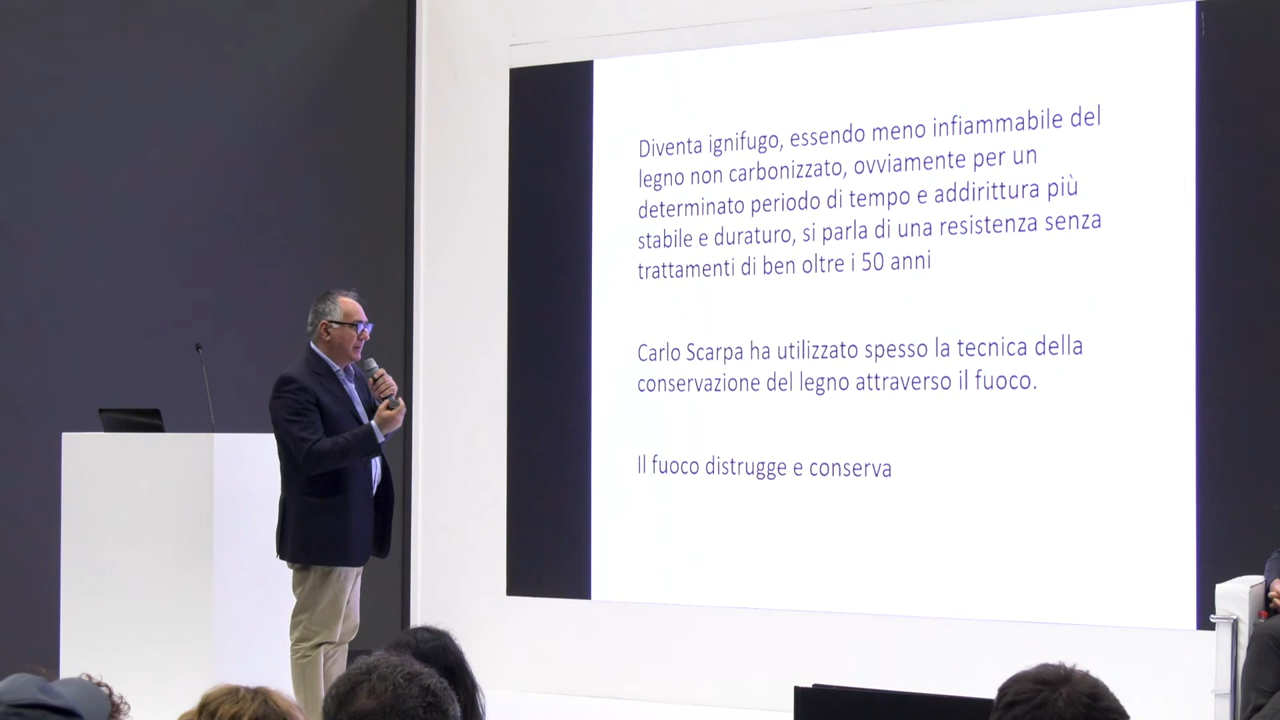 Diventa ignifugo, essendo meno infiammabile del
legno non carbonizzato, ovviamente per un
determinato periodo di tempo e addirittura più
stabile e duraturo, si parla di una resistenza senza
trattamenti di ben oltre i 50 anni
Carlo Scarpa ha utilizzato spesso la tecnica della
conservazione del legno attraverso il fuoco.
Il fuoco distrugge e conserva